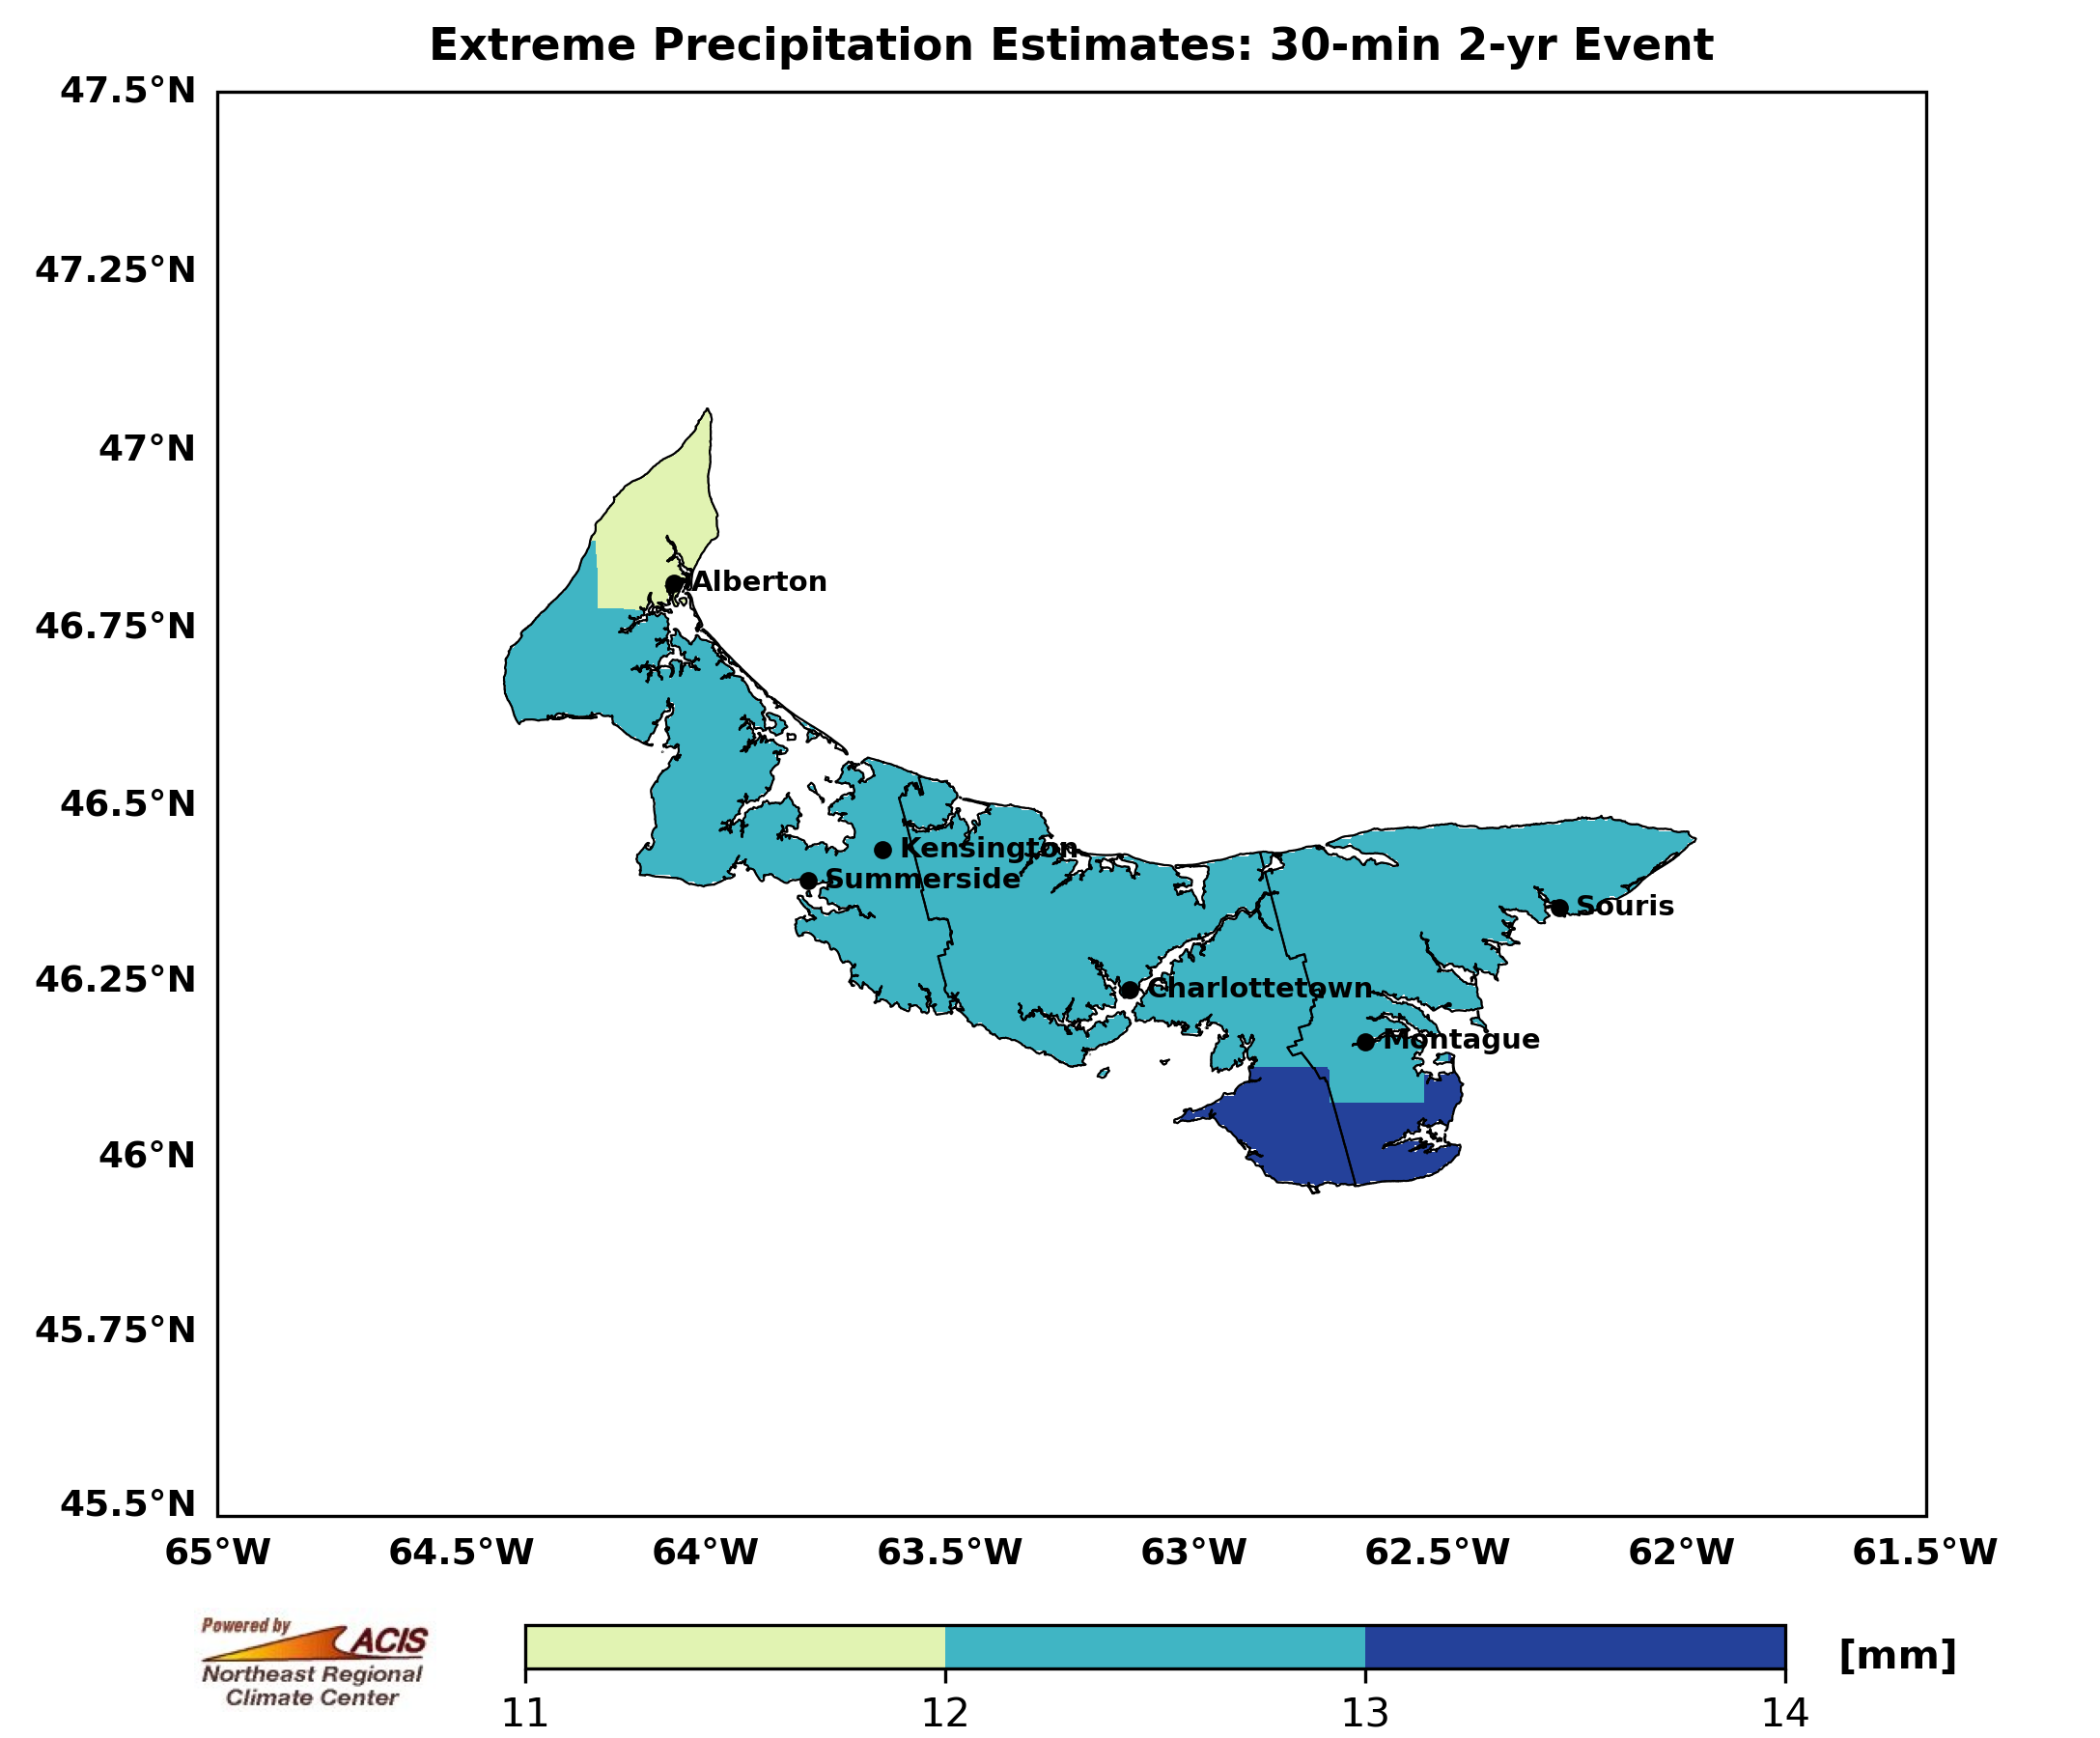 Extreme Precipitation Estimates: 30-min 2-yr Event
47.5°N
47.25°N
47°N
46.75°N
46.5°N
46.25°N
46°N
45.75°N
45.5°N
Alberton
Kensington
Summerside
Souris
Charlottetown
Montague
65°W 64.5°W 64°W 63.5°W 63°W 62.5°W 62°W 61.5°W
Powered by
ACIS
Northeast Regional
Climate Center
[mm]
11 12 13 14